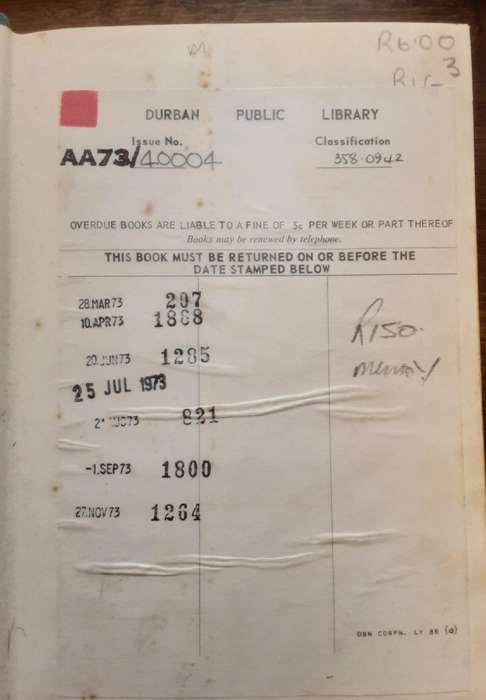 R6.00
3
DURBAN PUBLIC LIBRARY
Issue No. Classification
AA73/40004 358.0942
OVERDUE BOOKS ARE LIABLE TO A FINE OF 5c PER WEEK OR PART THEREOF
Books may be renewed by telephone.
THIS BOOK MUST BE RETURNED ON OR BEFORE THE
DATE STAMPED BELOW
28.MAR73 297
10.APR73 1868
R150.
20.JUN73 1285
25 JUL 1973
821
-1.SEP73 1800
27.NOV73 1264
DBN CORPN. LY 86 (a)